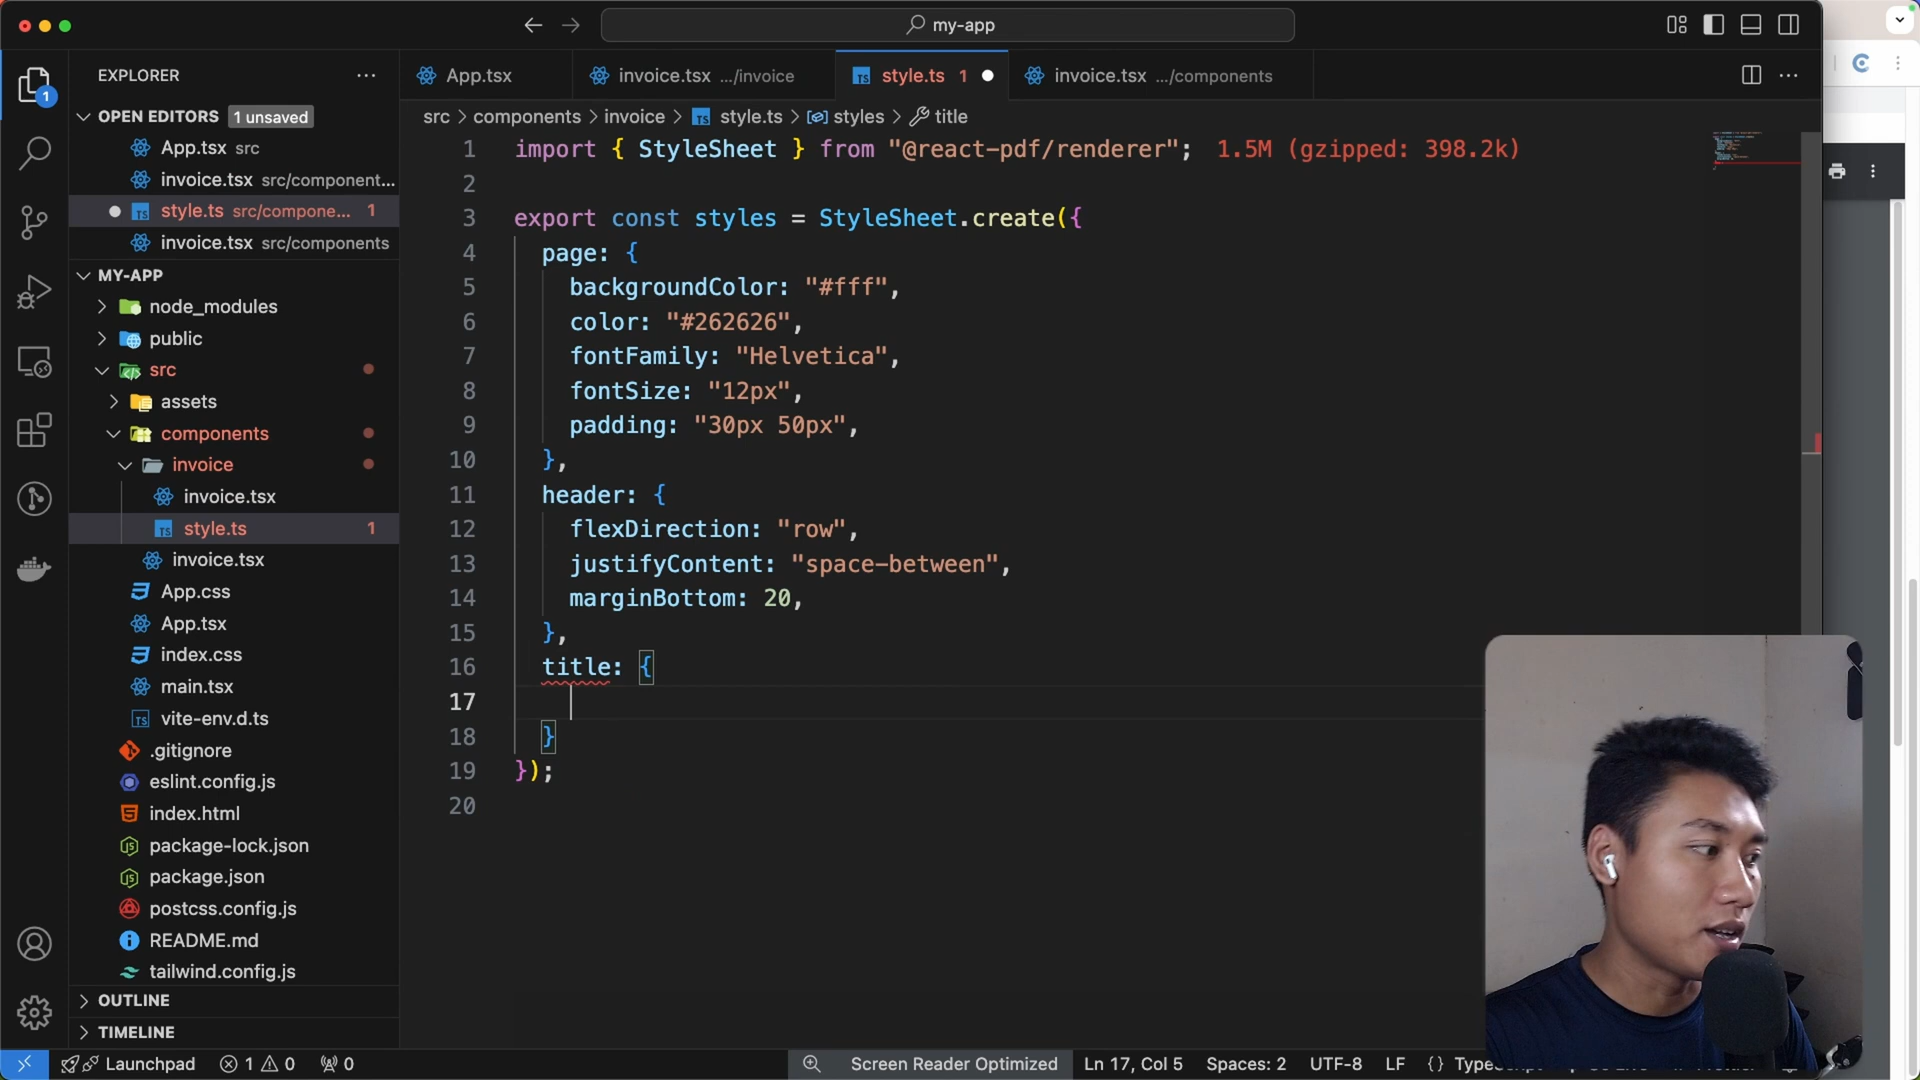 my-app
EXPLORER
App.tsx
invoice.tsx .../invoice
style.ts 1
invoice.tsx .../components
OPEN EDITORS 1 unsaved
App.tsx src
invoice.tsx src/component...
style.ts src/compone... 1
invoice.tsx src/components
MY-APP
node_modules
public
src
assets
components
invoice
invoice.tsx
style.ts 1
invoice.tsx
App.css
App.tsx
index.css
main.tsx
vite-env.d.ts
.gitignore
eslint.config.js
index.html
package-lock.json
package.json
postcss.config.js
README.md
tailwind.config.js
OUTLINE
TIMELINE
src > components > invoice > style.ts > styles > title
1 import { StyleSheet } from "@react-pdf/renderer"; 1.5M (gzipped: 398.2k)
2
3 export const styles = StyleSheet.create({
4 page: {
5 backgroundColor: "#fff",
6 color: "#262626",
7 fontFamily: "Helvetica",
8 fontSize: "12px",
9 padding: "30px 50px",
10 },
11 header: {
12 flexDirection: "row",
13 justifyContent: "space-between",
14 marginBottom: 20,
15 },
16 title: {
17
18 }
19 });
20
Launchpad 1 0 0 Screen Reader Optimized Ln 17, Col 5 Spaces: 2 UTF-8 LF {}